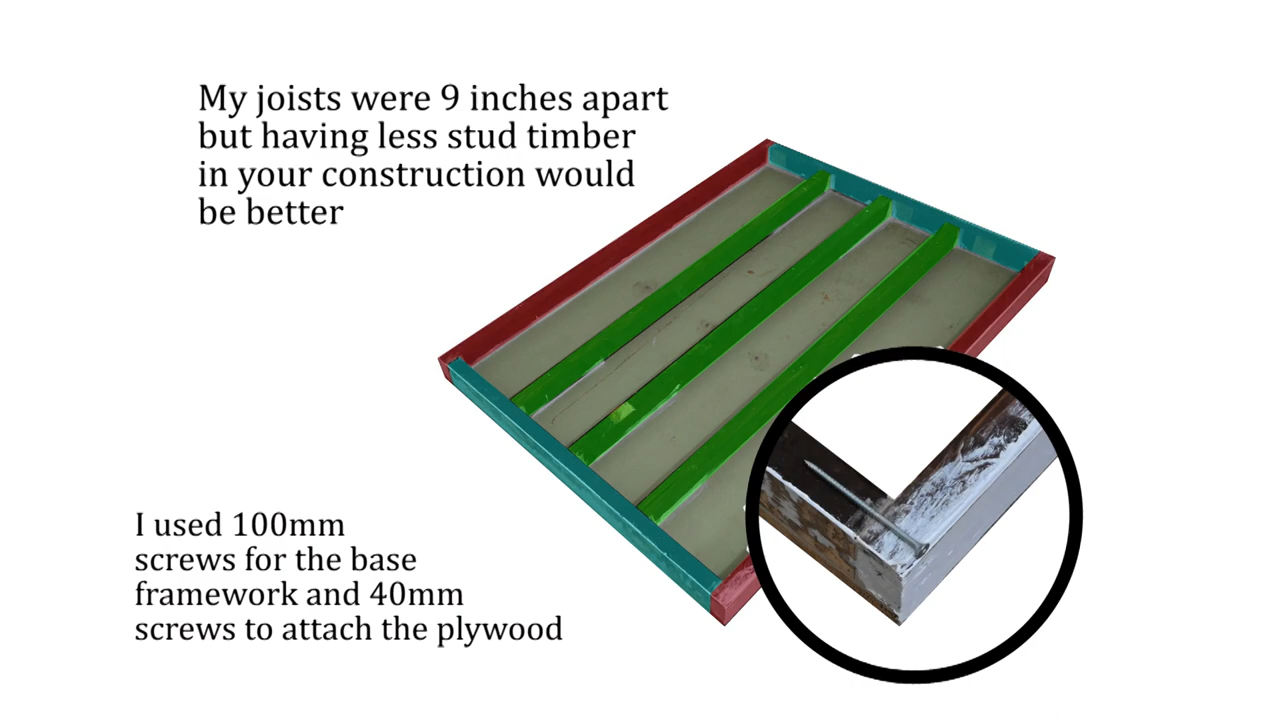 My joists were 9 inches apart
but having less stud timber
in your construction would
be better
I used 100mm
screws for the base
framework and 40mm
screws to attach the plywood